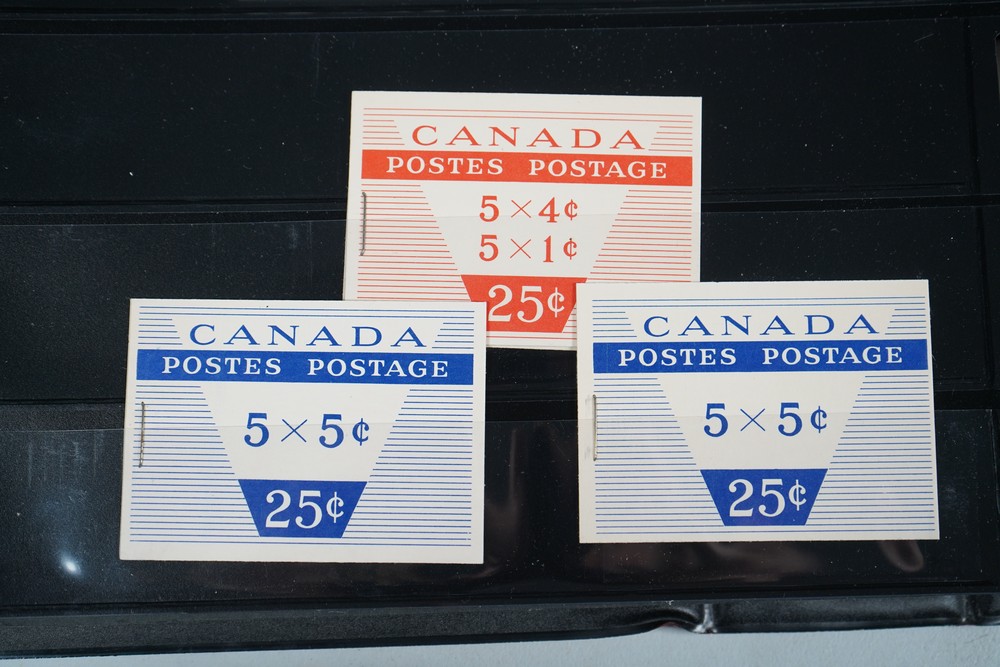 CANADA
POSTES POSTAGE
5 × 4¢
5 × 1¢
25¢
CANADA
POSTES POSTAGE
5 × 5¢
25¢
CANADA
POSTES POSTAGE
5 × 5¢
25¢